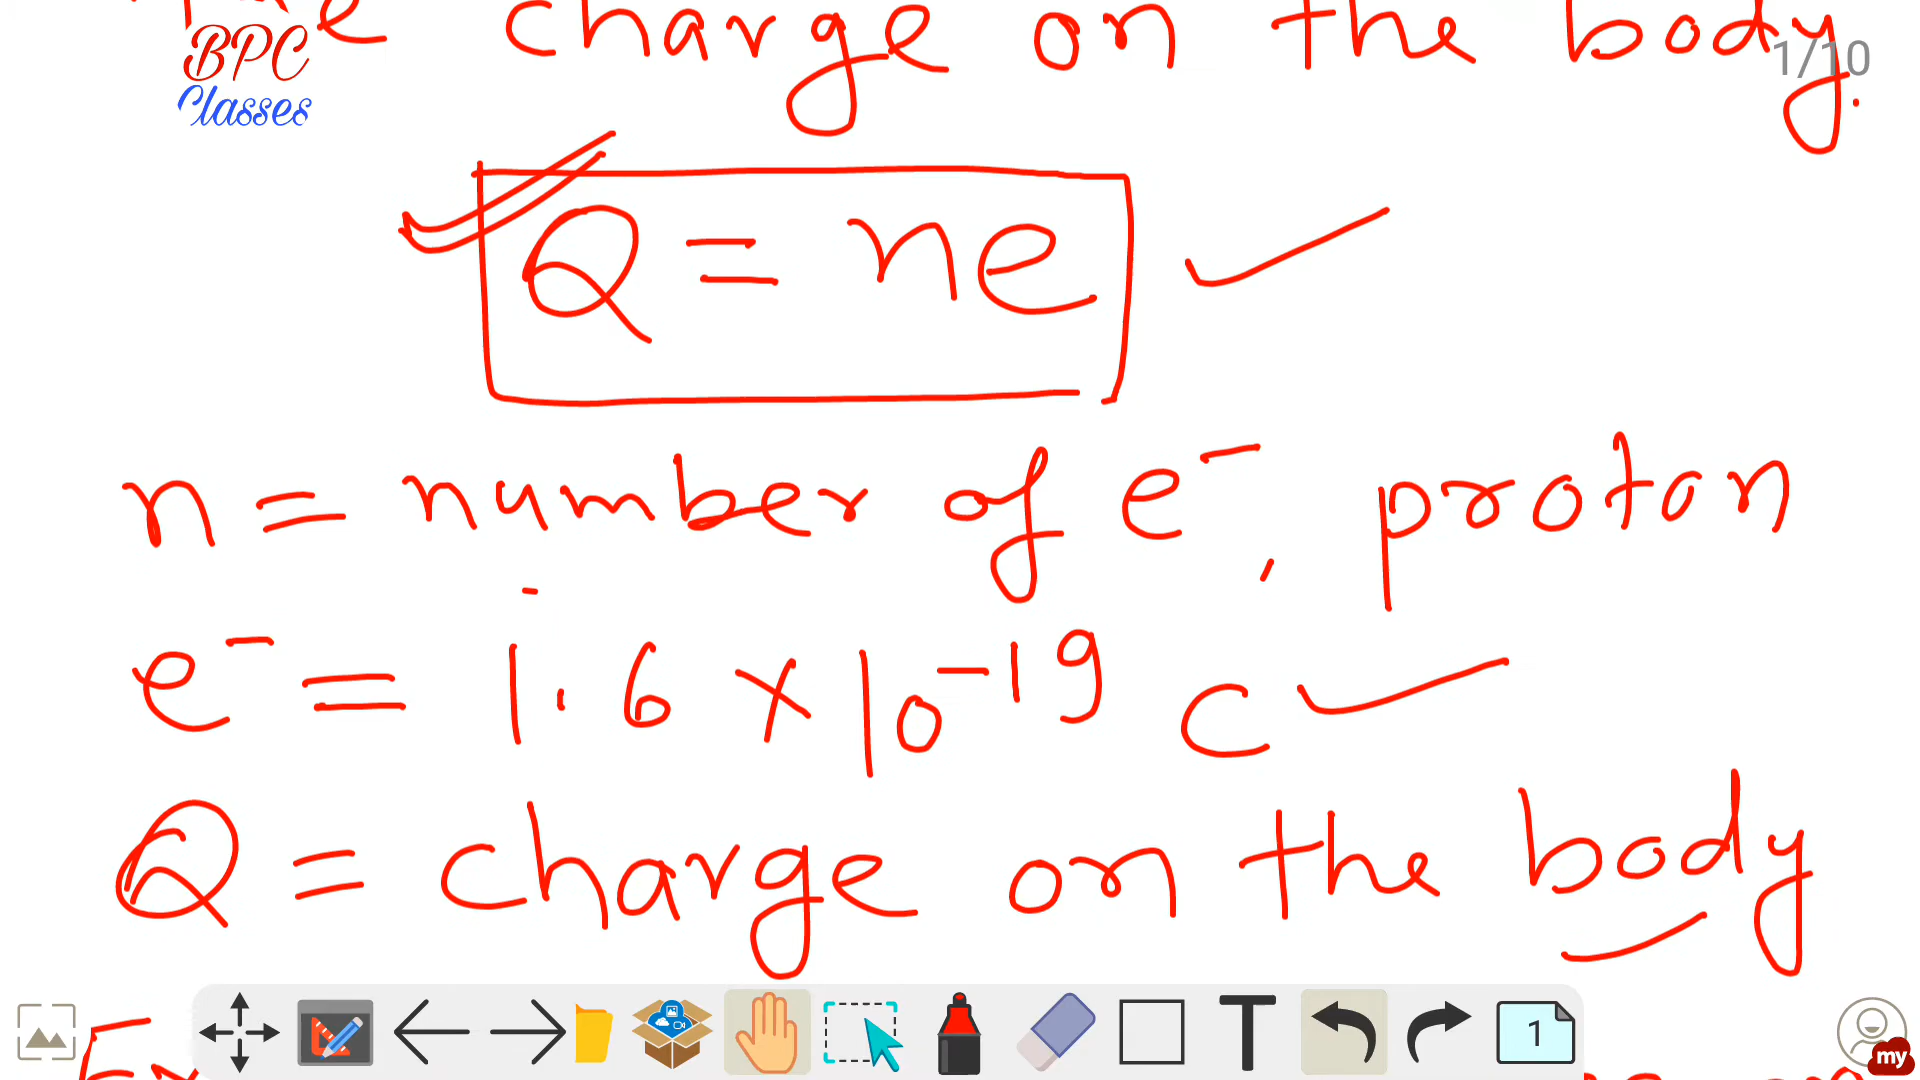 charge on the body.
1/10
BPC
Classes
Q = ne
n = number of e⁻, proton
e⁻ = 1.6 × 10⁻¹⁹ C
Q = charge on the body
T
1
my